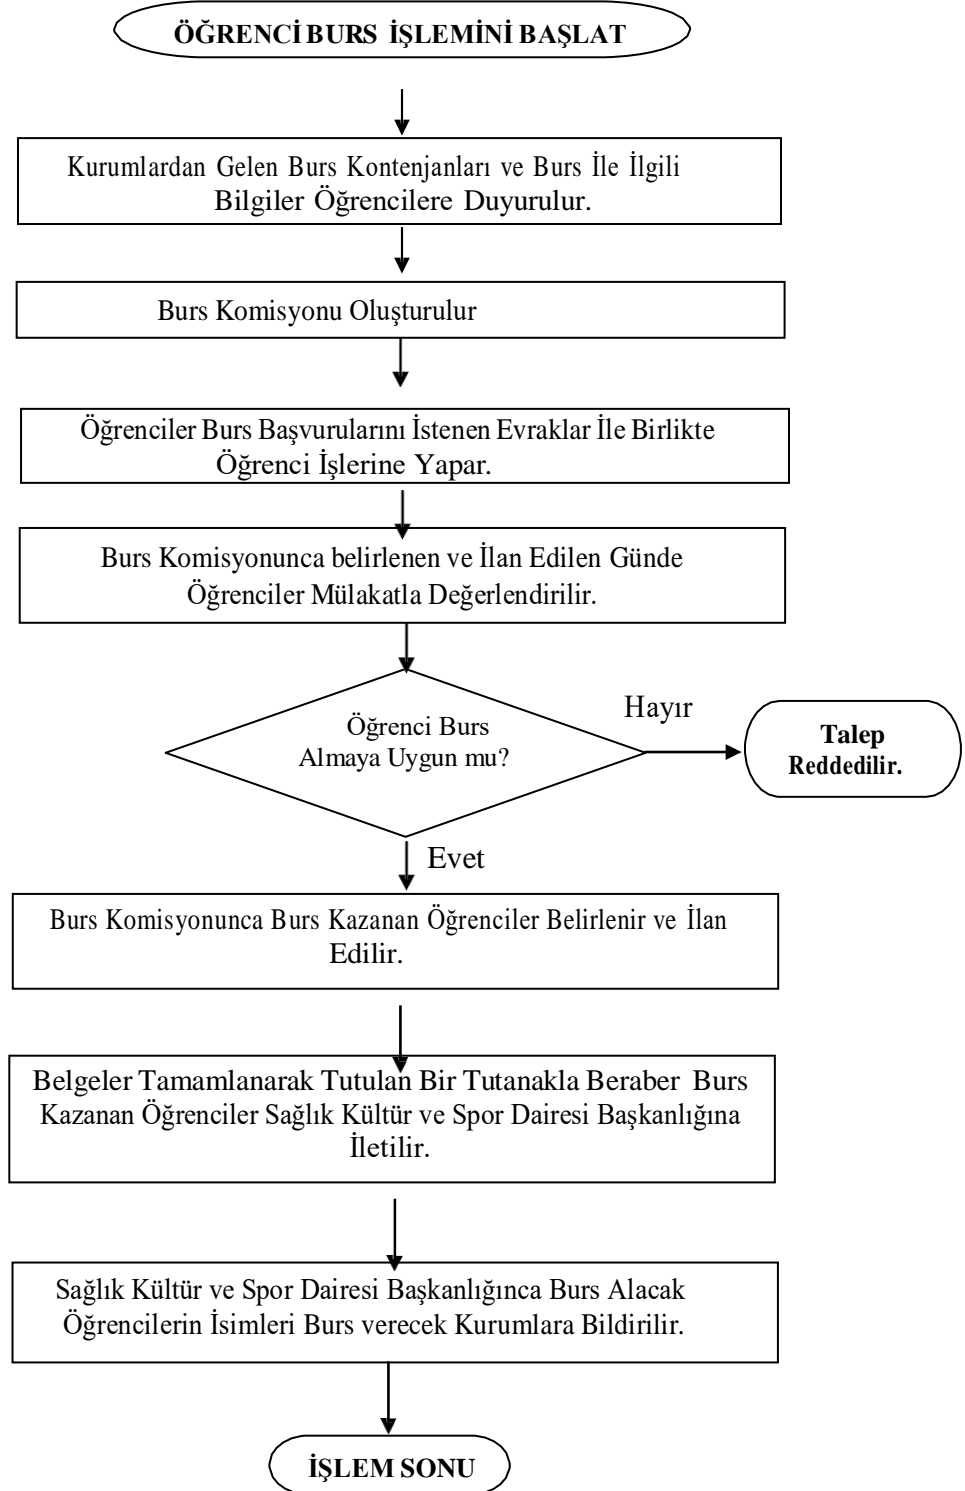 ÖĞRENCİ BURS İŞLEMİNİ BAŞLAT
Kurumlardan Gelen Burs Kontenjanları ve Burs İle İlgili
Bilgiler Öğrencilere Duyurulur.
Burs Komisyonu Oluşturulur
Öğrenciler Burs Başvurularını İstenen Evraklar İle Birlikte
Öğrenci İşlerine Yapar.
Burs Komisyonunca belirlenen ve İlan Edilen Günde
Öğrenciler Mülakatla Değerlendirilir.
Öğrenci Burs
Almaya Uygun mu?
Hayır
Talep
Reddedilir.
Evet
Burs Komisyonunca Burs Kazanan Öğrenciler Belirlenir ve İlan
Edilir.
Belgeler Tamamlanarak Tutulan Bir Tutanakla Beraber Burs
Kazanan Öğrenciler Sağlık Kültür ve Spor Dairesi Başkanlığına
İletilir.
Sağlık Kültür ve Spor Dairesi Başkanlığınca Burs Alacak
Öğrencilerin İsimleri Burs verecek Kurumlara Bildirilir.
İŞLEM SONU